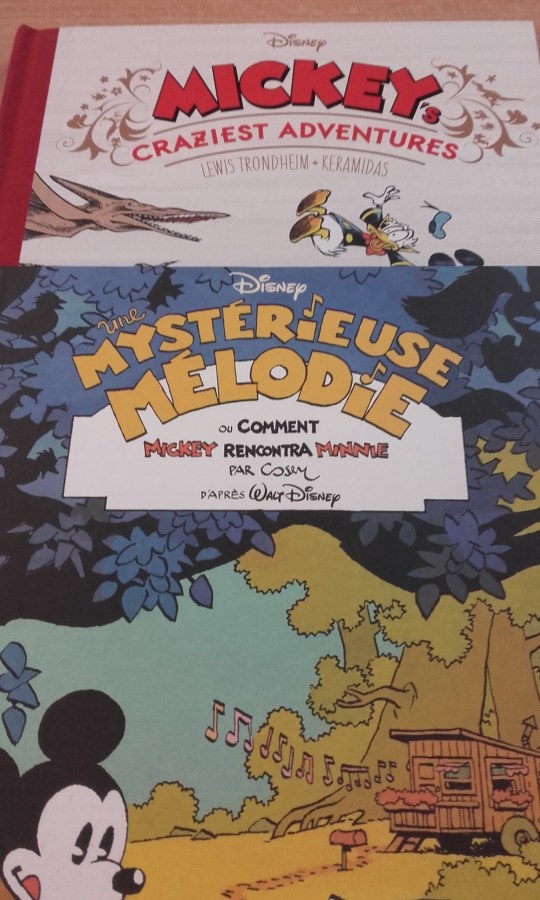 Disney
MICKEY's
CRAZIEST ADVENTURES
LEWIS TRONDHEIM • KERAMIDAS
Disney
Une
MYSTÉRIEUSE
MÉLODIE
OU COMMENT
MICKEY RENCONTRA MINNIE
PAR Cosey
D'APRÈS Walt Disney